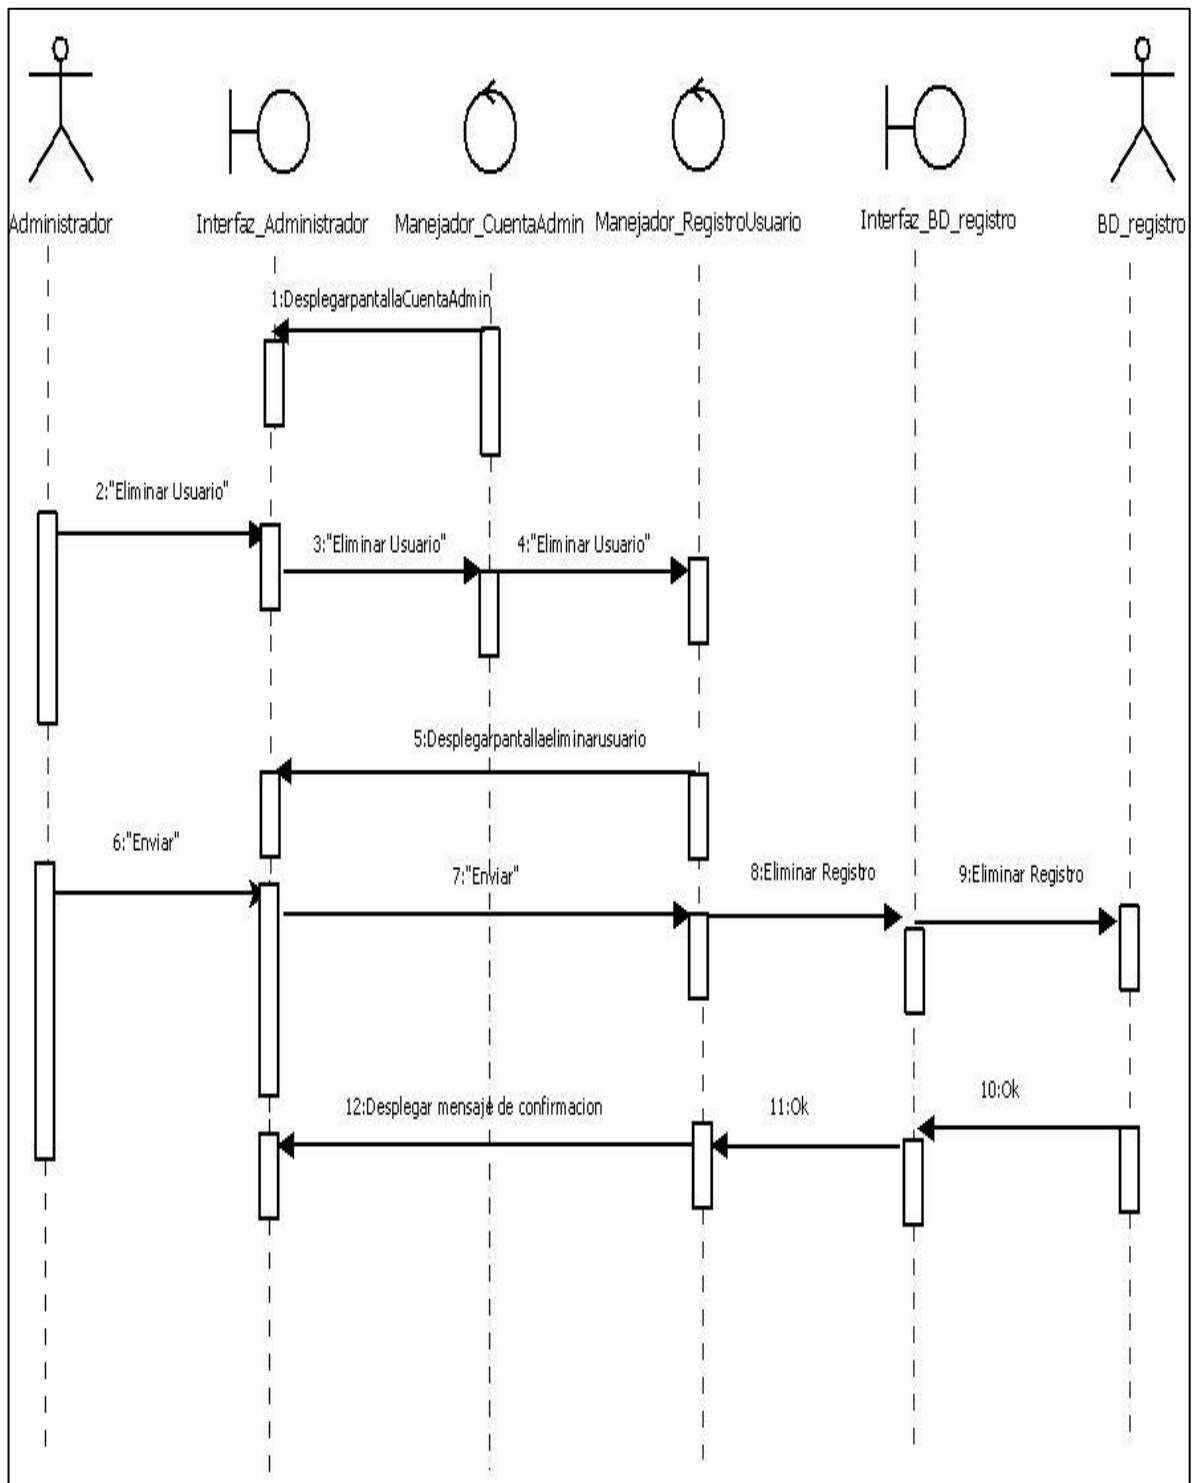 Administrador
Interfaz_Administrador
Manejador_CuentaAdmin
Manejador_RegistroUsuario
Interfaz_BD_registro
BD_registro
1:DesplegarpantallaCuentaAdmin
2:"Eliminar Usuario"
3:"Eliminar Usuario"
4:"Eliminar Usuario"
5:Desplegarpantallaeliminarusuario
6:"Enviar"
7:"Enviar"
8:Eliminar Registro
9:Eliminar Registro
10:Ok
11:Ok
12:Desplegar mensaje de confirmacion